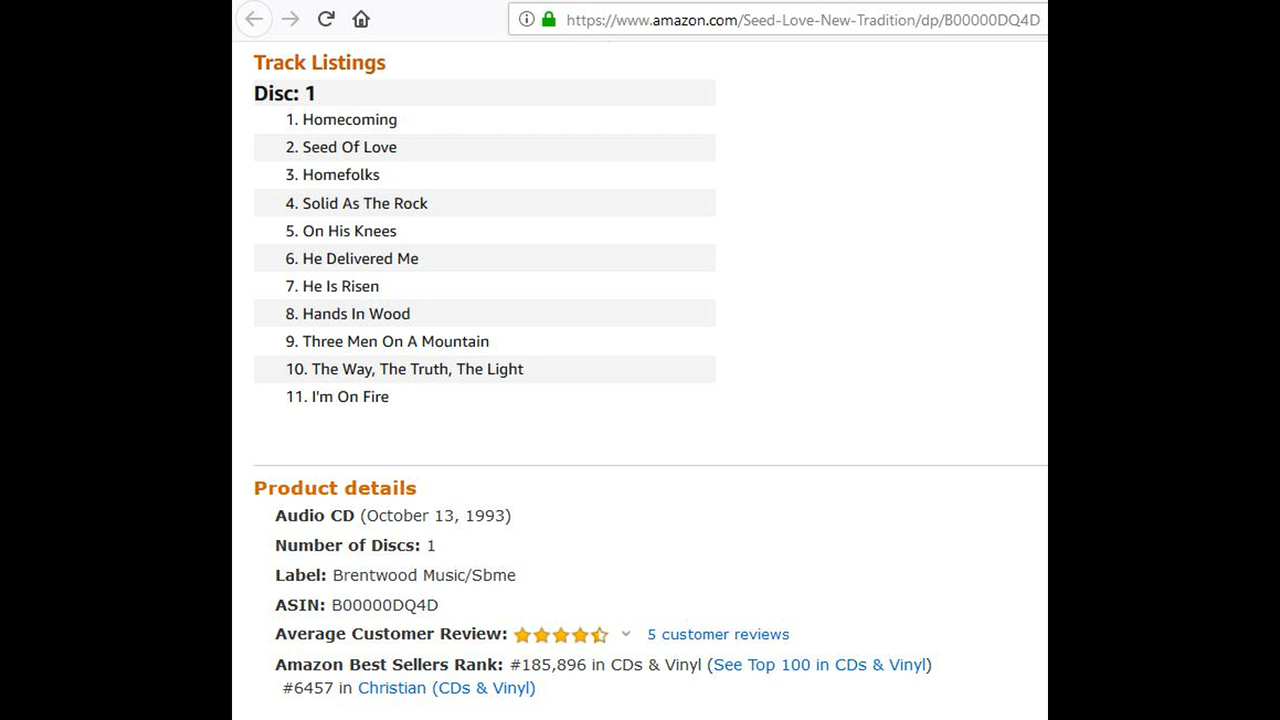 https://www.amazon.com/Seed-Love-New-Tradition/dp/B00000DQ4D
Track Listings
Disc: 1
1. Homecoming
2. Seed Of Love
3. Homefolks
4. Solid As The Rock
5. On His Knees
6. He Delivered Me
7. He Is Risen
8. Hands In Wood
9. Three Men On A Mountain
10. The Way, The Truth, The Light
11. I'm On Fire
Product details
Audio CD (October 13, 1993)
Number of Discs: 1
Label: Brentwood Music/Sbme
ASIN: B00000DQ4D
Average Customer Review: 5 customer reviews
Amazon Best Sellers Rank: #185,896 in CDs & Vinyl (See Top 100 in CDs & Vinyl)
#6457 in Christian (CDs & Vinyl)